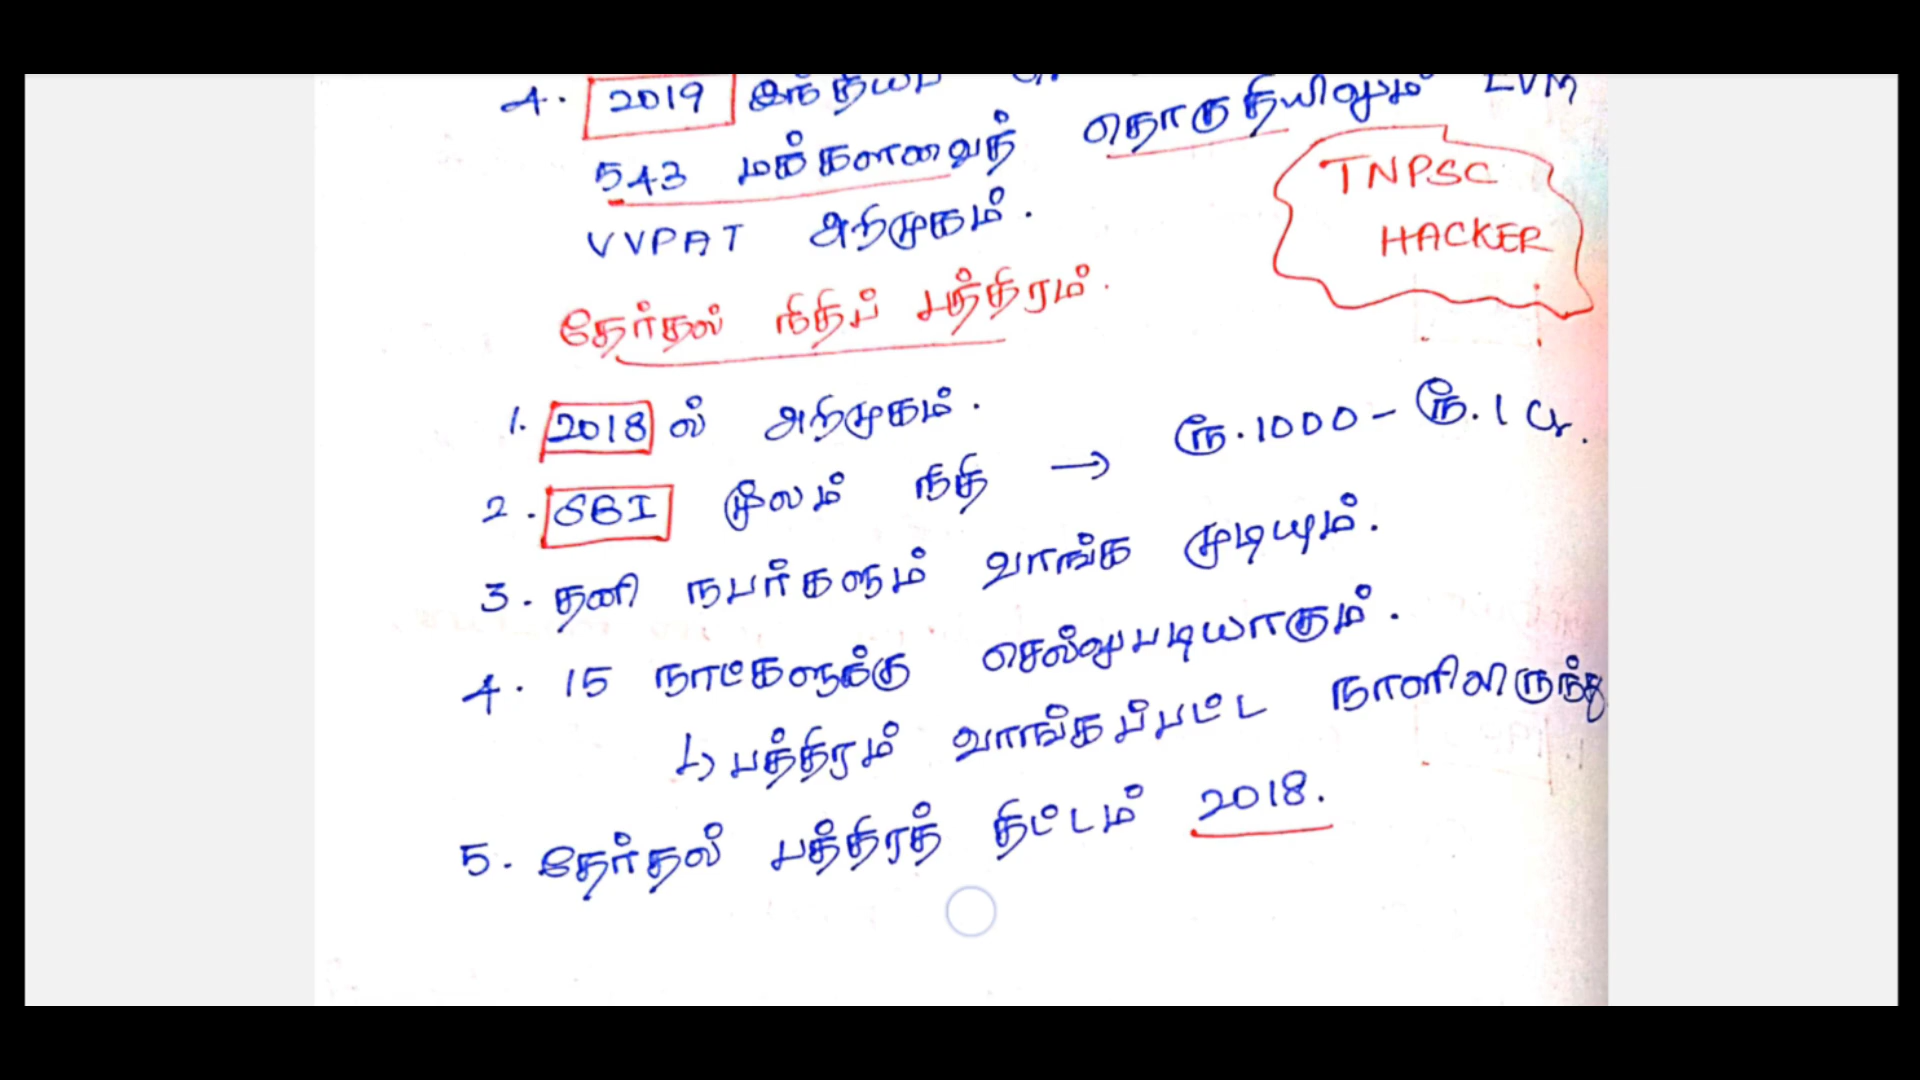 4. 2019 இந்திய
543 மக்களவைத் தொகுதியிலும் EVM
VVPAT அறிமுகம்.
TNPSC
HACKER
தேர்தல் நிதிப் பத்திரம்.
1. 2018 ல் அறிமுகம்.
2. SBI மூலம் நிதி → ரூ.1000 - ரூ.1 Cr.
3. தனி நபர்களும் வாங்க முடியும்.
4. 15 நாட்களுக்கு செல்லுபடியாகும்.
↳ பத்திரம் வாங்கப்பட்ட நாளிலிருந்து
5. தேர்தல் பத்திரத் திட்டம் 2018.